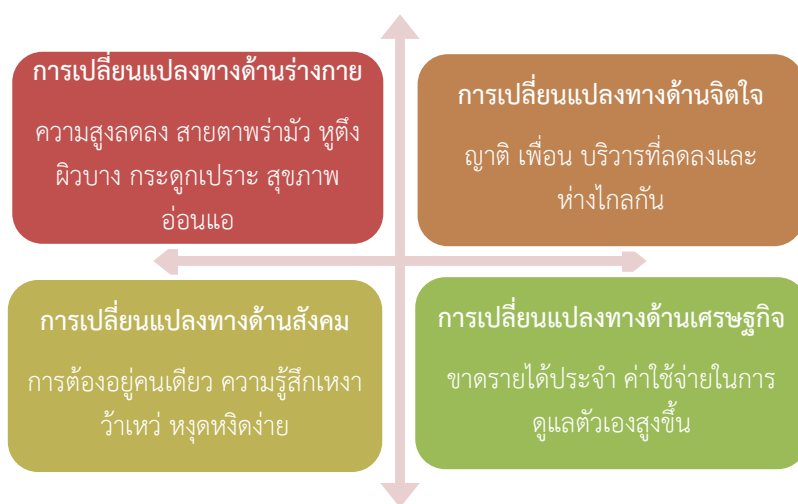 การเปลี่ยนแปลงทางด้านร่างกาย
ความสูงลดลง สายตาพร่ามัว หูตึง
ผิวบาง กระดูกเปราะ สุขภาพ
อ่อนแอ
การเปลี่ยนแปลงทางด้านจิตใจ
ญาติ เพื่อน บริวารที่ลดลงและ
ห่างไกลกัน
การเปลี่ยนแปลงทางด้านสังคม
การต้องอยู่คนเดียว ความรู้สึกเหงา
ว้าเหว่ หงุดหงิดง่าย
การเปลี่ยนแปลงทางด้านเศรษฐกิจ
ขาดรายได้ประจำ ค่าใช้จ่ายในการ
ดูแลตัวเองสูงขึ้น